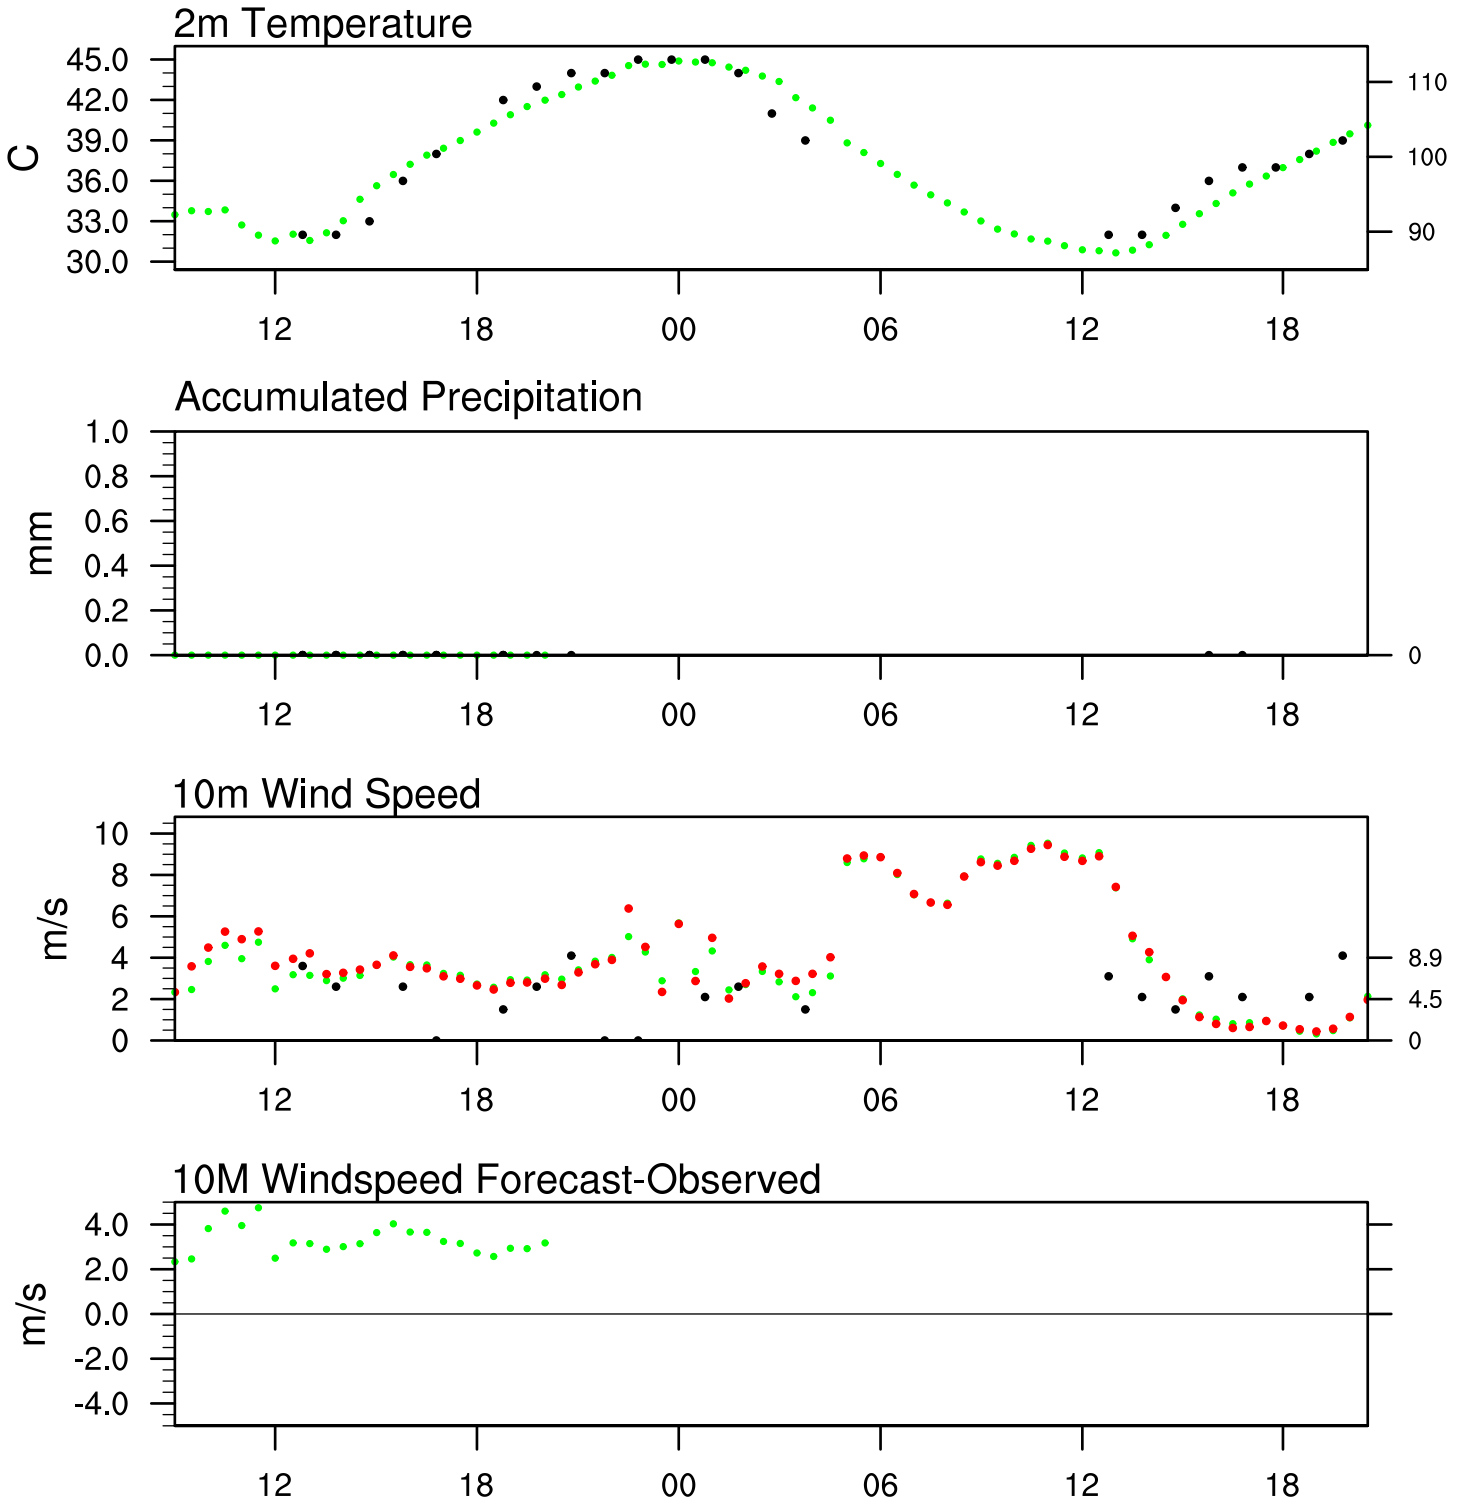 2m Temperature
45.0
42.0
39.0
36.0
33.0
30.0
C
110
100
90
12 18 00 06 12 18
Accumulated Precipitation
1.0
0.8
0.6
0.4
0.2
0.0
mm
0
12 18 00 06 12 18
10m Wind Speed
10
8
6
4
2
0
m/s
8.9
4.5
0
12 18 00 06 12 18
10M Windspeed Forecast-Observed
4.0
2.0
0.0
-2.0
-4.0
m/s
12 18 00 06 12 18